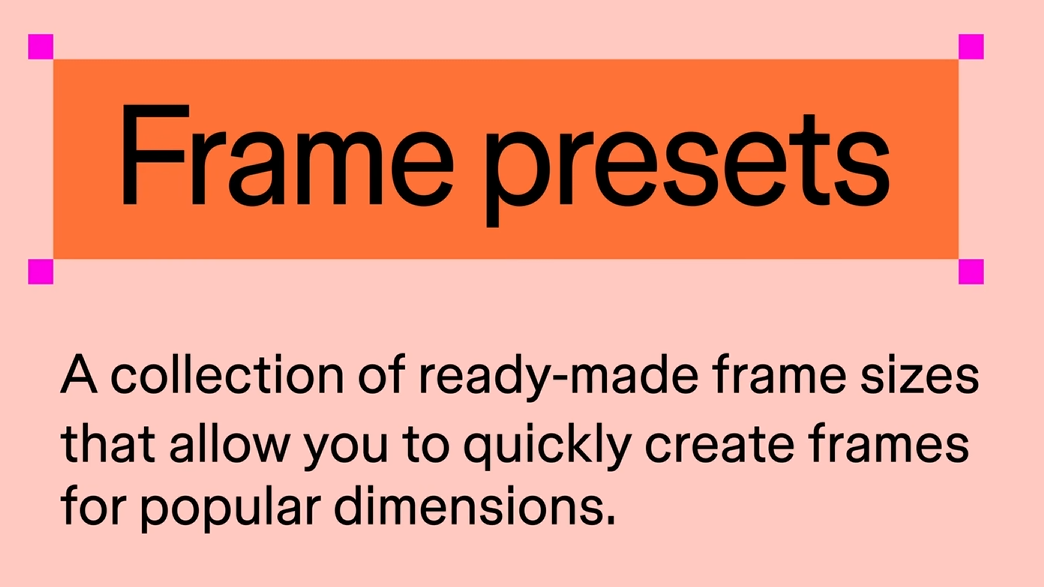 Frame presets
A collection of ready-made frame sizes
that allow you to quickly create frames
for popular dimensions.